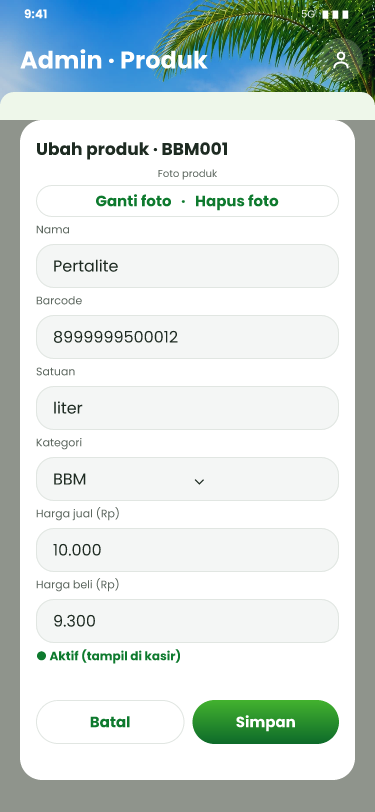 9:41
5G
Admin · Produk
Ubah produk · BBM001
Foto produk
Ganti foto · Hapus foto
Nama
Pertalite
Barcode
8999999500012
Satuan
liter
Kategori
BBM
Harga jual (Rp)
10.000
Harga beli (Rp)
9.300
Aktif (tampil di kasir)
Batal
Simpan